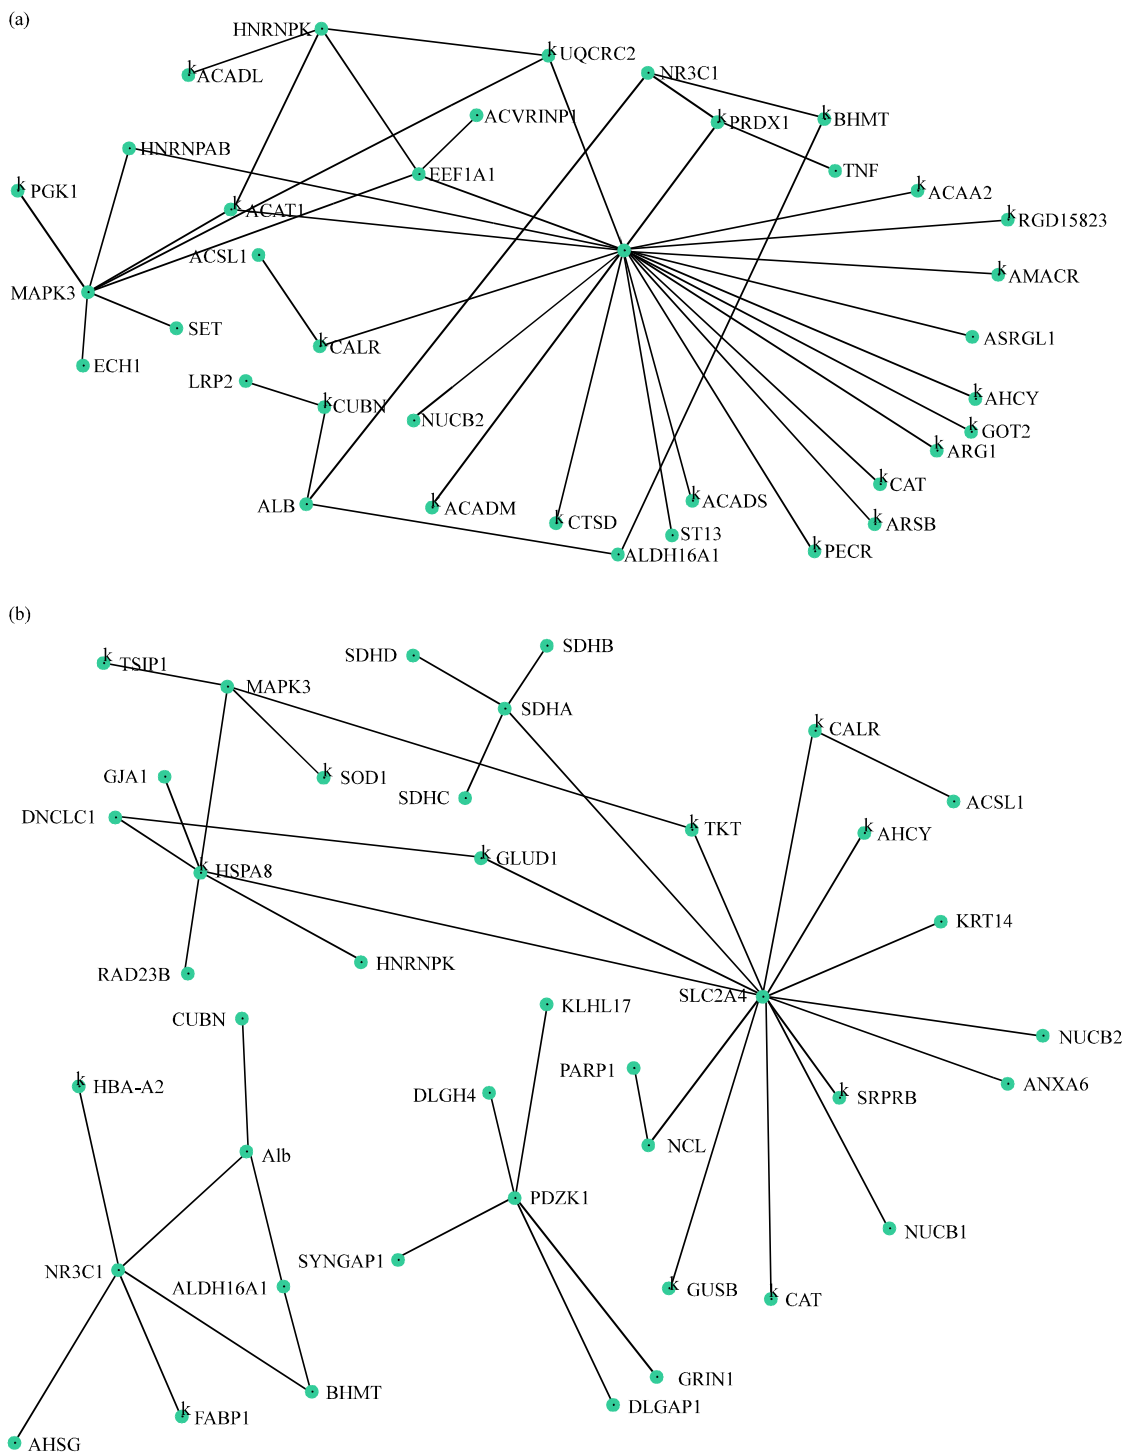 (a)
HNRNPK
k UQCRC2
k ACADL
NR3C1
k PRDX1
k BHMT
ACVRINP1
HNRNPAB
EEF1A1
TNF
k PGK1
k ACAA2
k ACAT1
k RGD15823
ACSL1
k AMACR
MAPK3
SET
ASRGL1
k CALR
ECH1
LRP2
k CUBN
k AHCY
NUCB2
k GOT2
k ARG1
k CAT
ALB
k ACADM
k ACADS
k CTSD
ST13
k ARSB
ALDH16A1
k PECR
(b)
k TSIP1
SDHD
SDHB
MAPK3
SDHA
k CALR
GJA1
k SOD1
SDHC
ACSL1
DNCLC1
k TKT
k AHCY
k GLUD1
k HSPA8
KRT14
RAD23B
HNRNPK
SLC2A4
CUBN
KLHL17
NUCB2
PARP1
k HBA-A2
DLGH4
ANXA6
k SRPRB
Alb
NCL
PDZK1
NUCB1
SYNGAP1
NR3C1
ALDH16A1
k GUSB
k CAT
GRIN1
BHMT
DLGAP1
k FABP1
AHSG